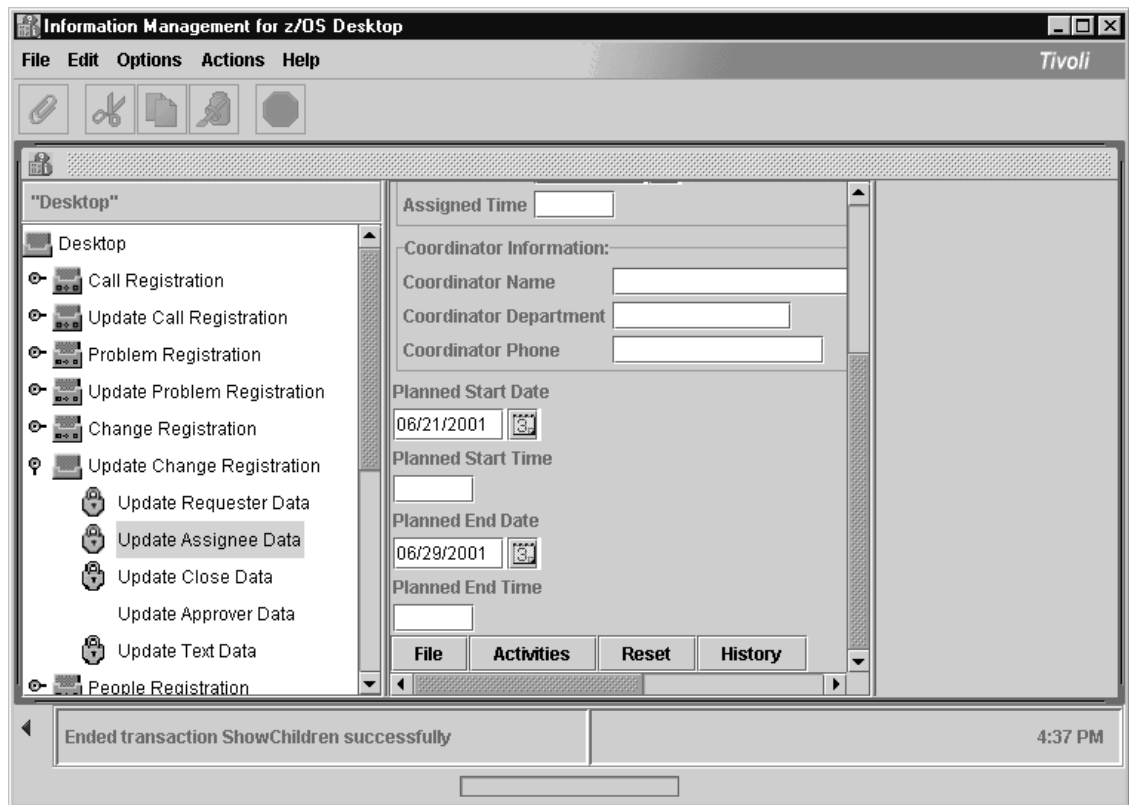 Information Management for z/OS Desktop
File Edit Options Actions Help
Tivoli
"Desktop"
Desktop
Call Registration
Update Call Registration
Problem Registration
Update Problem Registration
Change Registration
Update Change Registration
Update Requester Data
Update Assignee Data
Update Close Data
Update Approver Data
Update Text Data
People Registration
Assigned Time
Coordinator Information:
Coordinator Name
Coordinator Department
Coordinator Phone
Planned Start Date
06/21/2001
Planned Start Time
Planned End Date
06/29/2001
Planned End Time
File Activities Reset History
Ended transaction ShowChildren successfully
4:37 PM